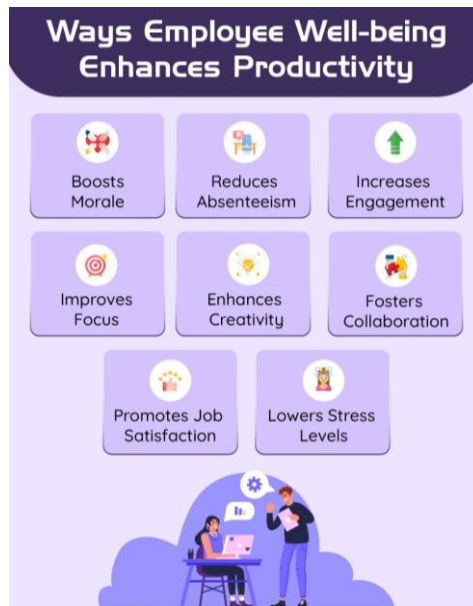 Ways Employee Well-being
Enhances Productivity
Boosts
Morale
Reduces
Absenteeism
Increases
Engagement
Improves
Focus
Enhances
Creativity
Fosters
Collaboration
Promotes Job
Satisfaction
Lowers Stress
Levels